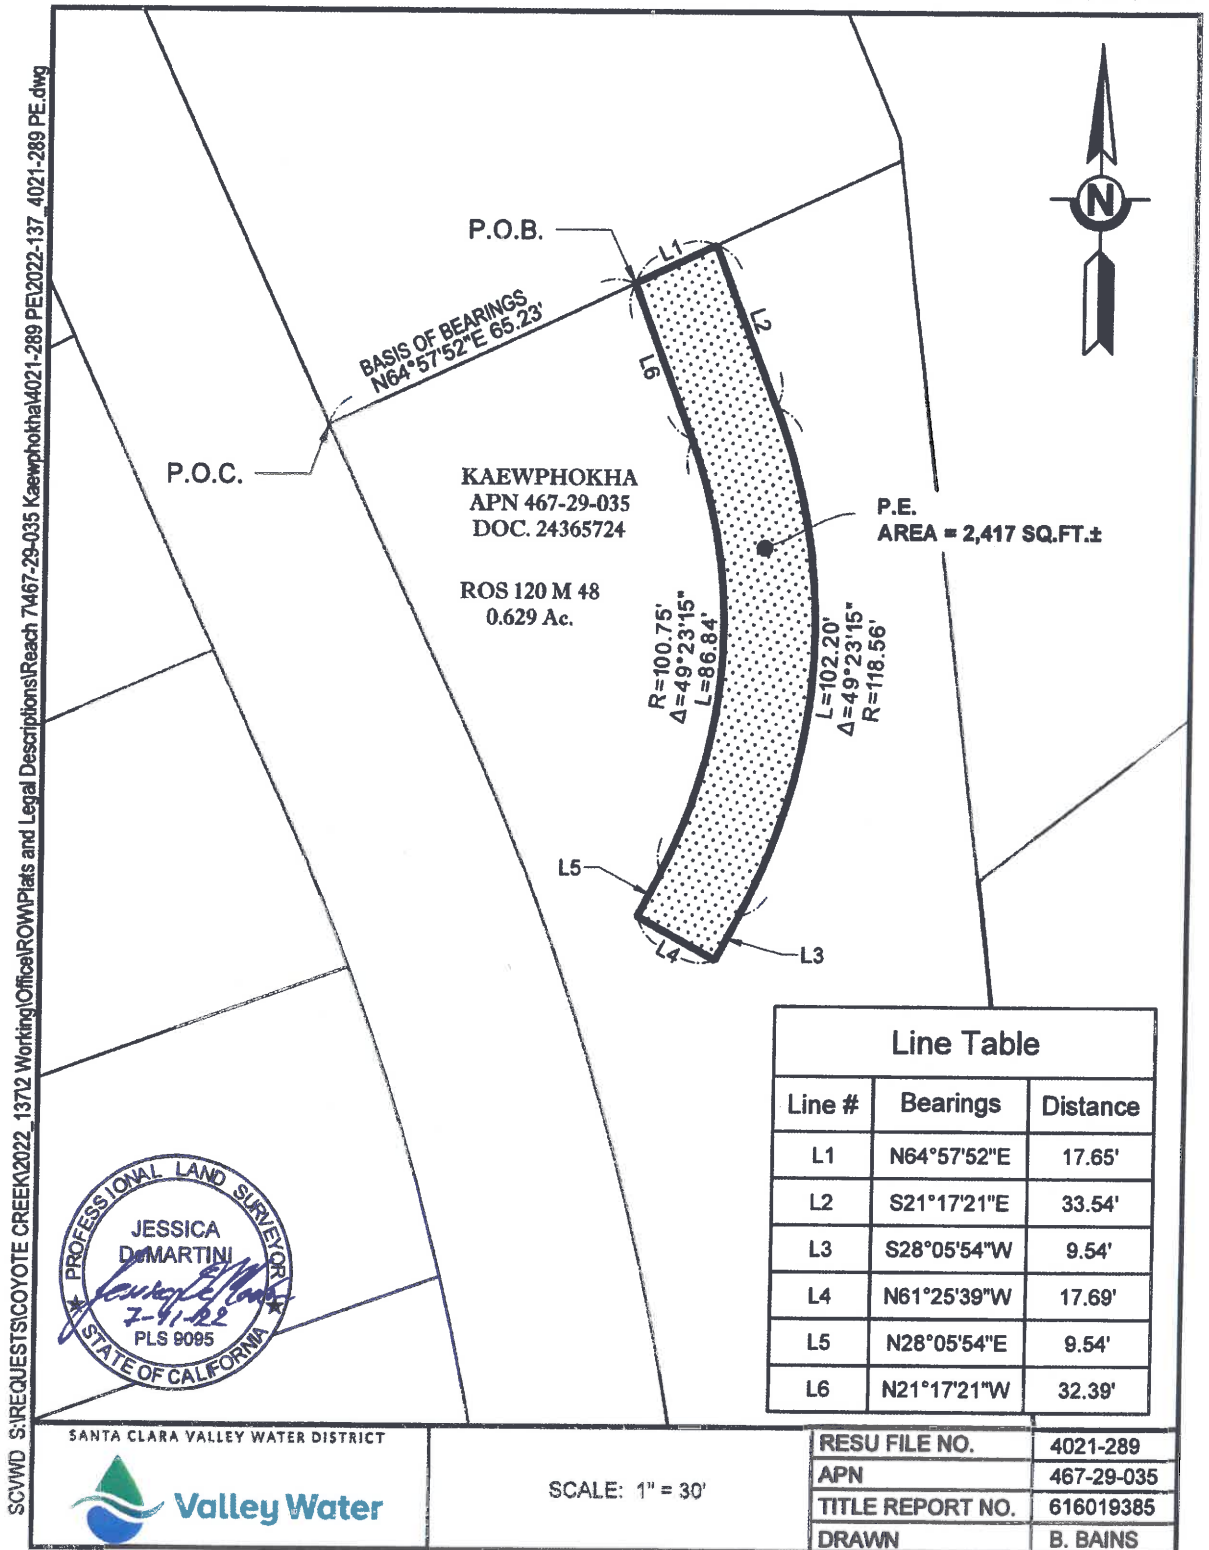 SCVWD S:\REQUESTS\COYOTE CREEK\2022_137\2 Working\Office\ROW\Plats and Legal Descriptions\Reach 7\467-29-035 Kaewphokha\4021-289 PE\2022-137_4021-289 PE.dwg
N
P.O.B.
L1
BASIS OF BEARINGS
N64°57'52"E 65.23'
L2
L6
P.O.C.
KAEWPHOKHA
APN 467-29-035
DOC. 24365724
ROS 120 M 48
0.629 Ac.
P.E.
AREA = 2,417 SQ.FT.±
R=100.75'
Δ=49°23'15"
L=86.84'
L=102.20'
Δ=49°23'15"
R=118.56'
L5
L4
L3
Line Table
Line # Bearings Distance
L1 N64°57'52"E 17.65'
L2 S21°17'21"E 33.54'
L3 S28°05'54"W 9.54'
L4 N61°25'39"W 17.69'
L5 N28°05'54"E 9.54'
L6 N21°17'21"W 32.39'
PROFESSIONAL LAND SURVEYOR
JESSICA
DeMARTINI
PLS 9095
STATE OF CALIFORNIA
SANTA CLARA VALLEY WATER DISTRICT
Valley Water
SCALE: 1" = 30'
RESU FILE NO. 4021-289
APN 467-29-035
TITLE REPORT NO. 616019385
DRAWN B. BAINS